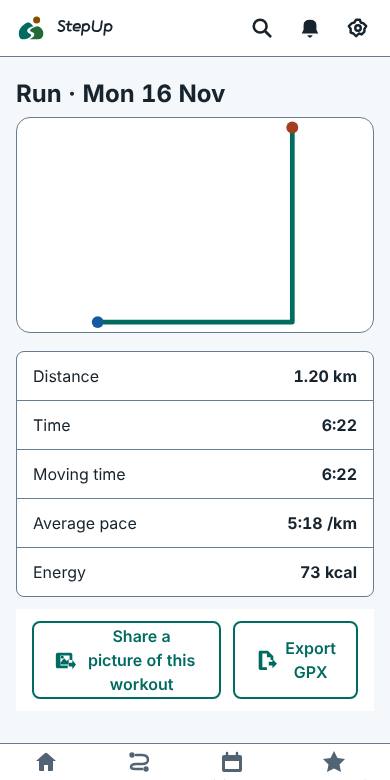 StepUp
Run · Mon 16 Nov
Distance 1.20 km
Time 6:22
Moving time 6:22
Average pace 5:18 /km
Energy 73 kcal
Share a
picture of this
workout
Export
GPX